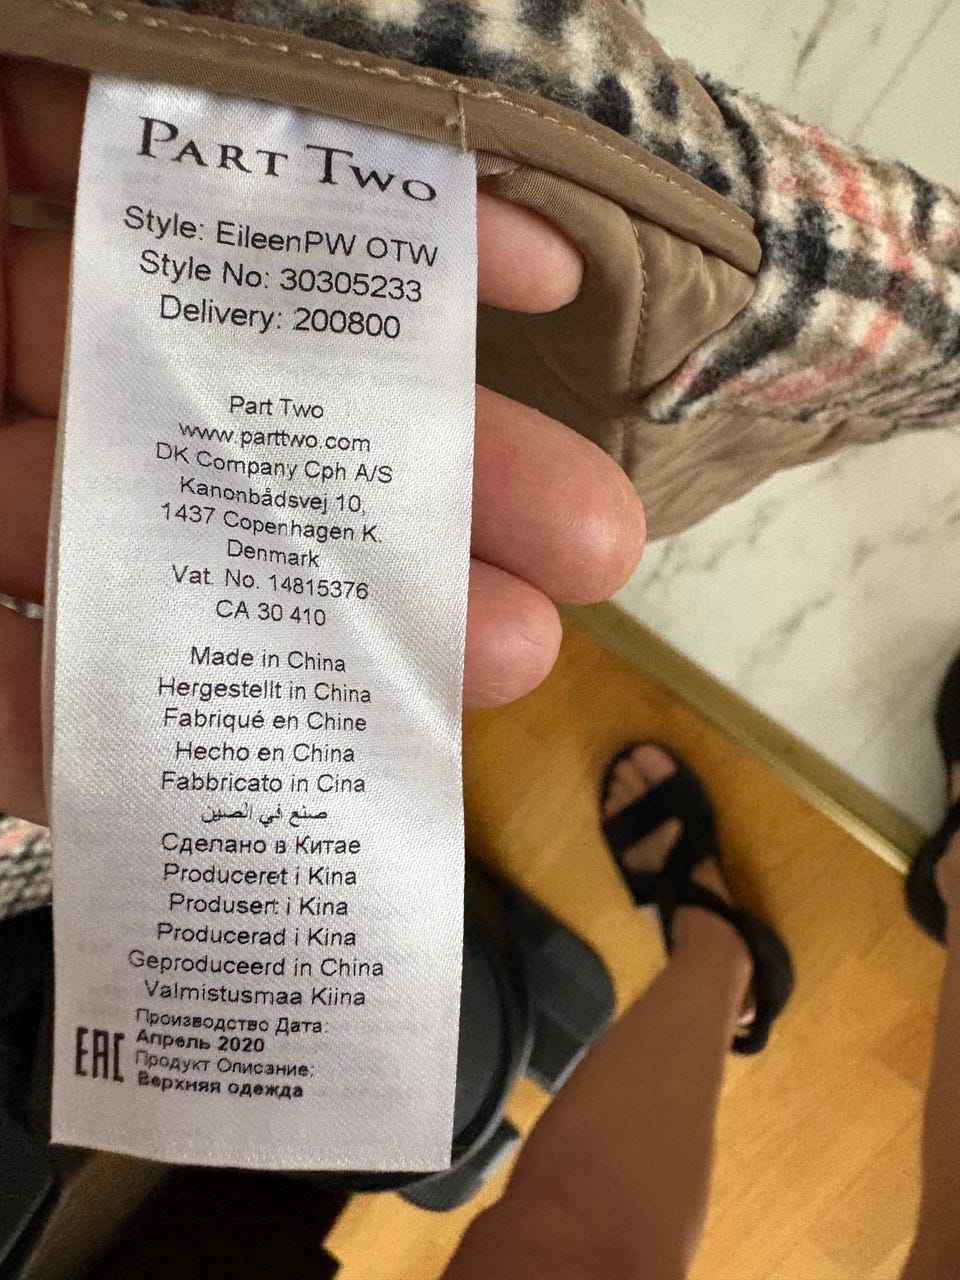 PART TWO
Style: EileenPW OTW
Style No: 30305233
Delivery: 200800
Part Two
www.parttwo.com
DK Company Cph A/S
Kanonbådsvej 10,
1437 Copenhagen K.
Denmark
Vat. No. 14815376
CA 30 410
Made in China
Hergestellt in China
Fabriqué en Chine
Hecho en China
Fabbricato in Cina
صنع في الصين
Сделано в Китае
Produceret i Kina
Produsert i Kina
Producerad i Kina
Geproduceerd in China
Valmistusmaa Kiina
Производство Дата:
Апрель 2020
Продукт Описание:
Верхняя одежда
EAC